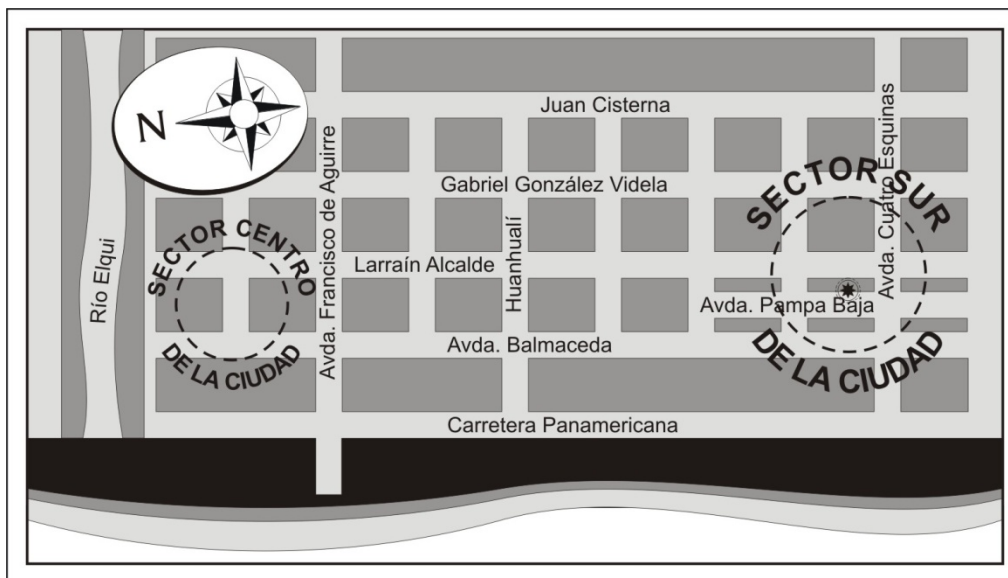 Juan Cisterna
N
Gabriel González Videla
Avda. Francisco de Aguirre
Avda. Cuatro Esquinas
SECTOR SUR
DE LA CIUDAD
SECTOR CENTRO
DE LA CIUDAD
Río Elqui
Larraín Alcalde
Huanhualí
Avda. Pampa Baja
Avda. Balmaceda
Carretera Panamericana